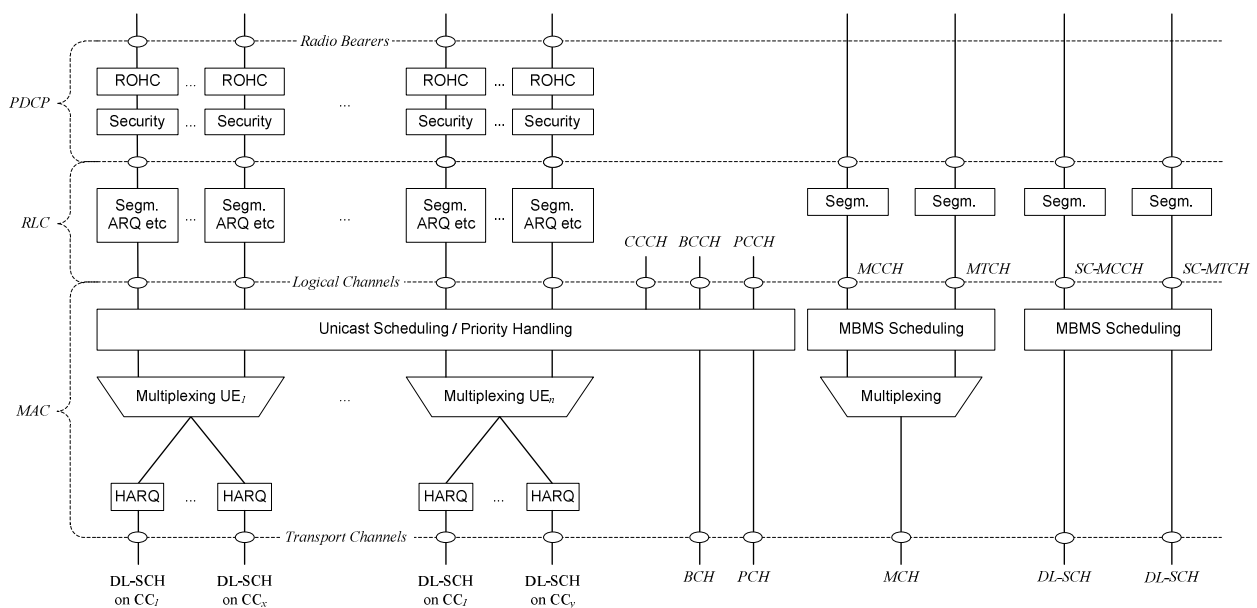 Radio Bearers
ROHC ... ROHC ROHC ... ROHC
PDCP
...
Security ... Security Security ... Security
Segm. Segm. Segm. Segm.
Segm.
ARQ etc
...
Segm.
ARQ etc
...
Segm.
ARQ etc
...
Segm.
ARQ etc
RLC
CCCH BCCH PCCH
MCCH MTCH SC-MCCH SC-MTCH
Logical Channels
Unicast Scheduling / Priority Handling MBMS Scheduling MBMS Scheduling
Multiplexing UE1 ... Multiplexing UEn Multiplexing
MAC
HARQ ... HARQ HARQ ... HARQ
Transport Channels
DL-SCH
on CC1
DL-SCH
on CCx
DL-SCH
on CC1
DL-SCH
on CCy
BCH PCH MCH DL-SCH DL-SCH